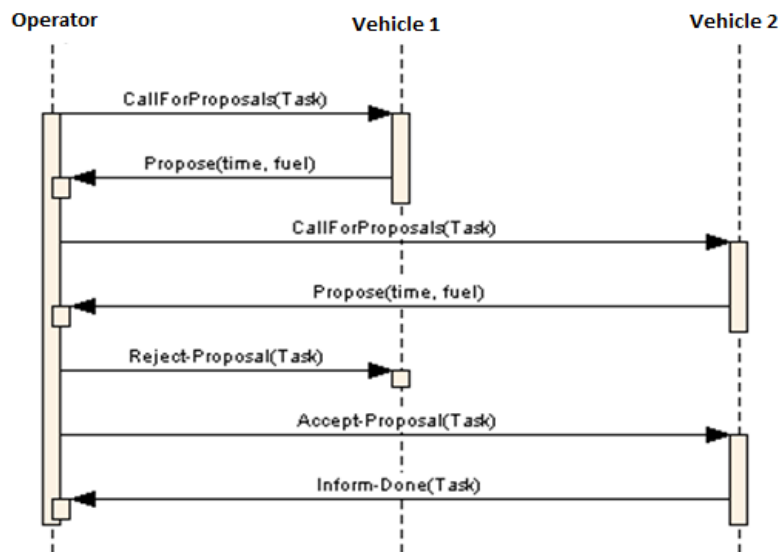 Operator
Vehicle 1
Vehicle 2
CallForProposals(Task)
Propose(time, fuel)
CallForProposals(Task)
Propose(time, fuel)
Reject-Proposal(Task)
Accept-Proposal(Task)
Inform-Done(Task)